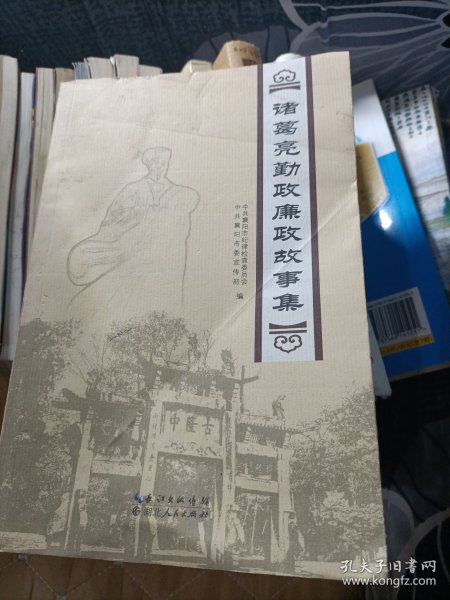 诸葛亮勤政廉政故事集
中共襄阳市纪律检查委员会
中共襄阳市委宣传部
编
中隆古
长江出版传媒
湖北人民出版社
孔夫子旧书网
www.kongfz.com